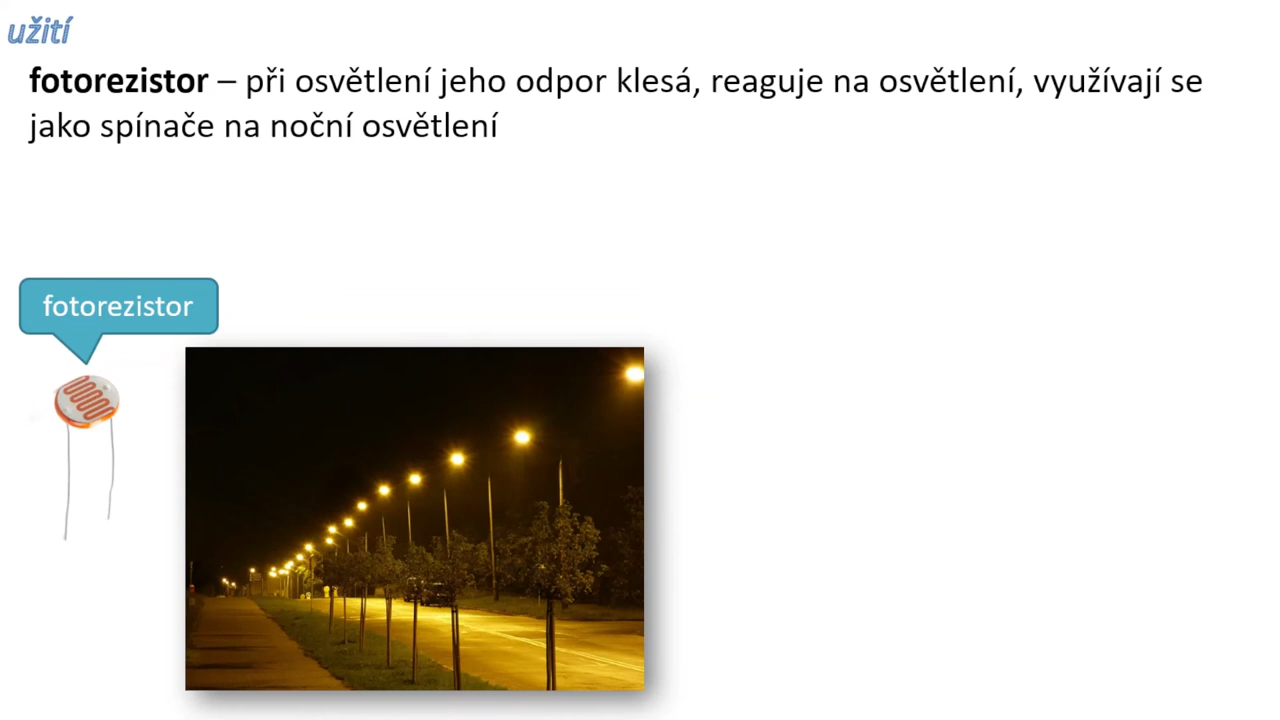 užití
fotorezistor – při osvětlení jeho odpor klesá, reaguje na osvětlení, využívají se
jako spínače na noční osvětlení
fotorezistor